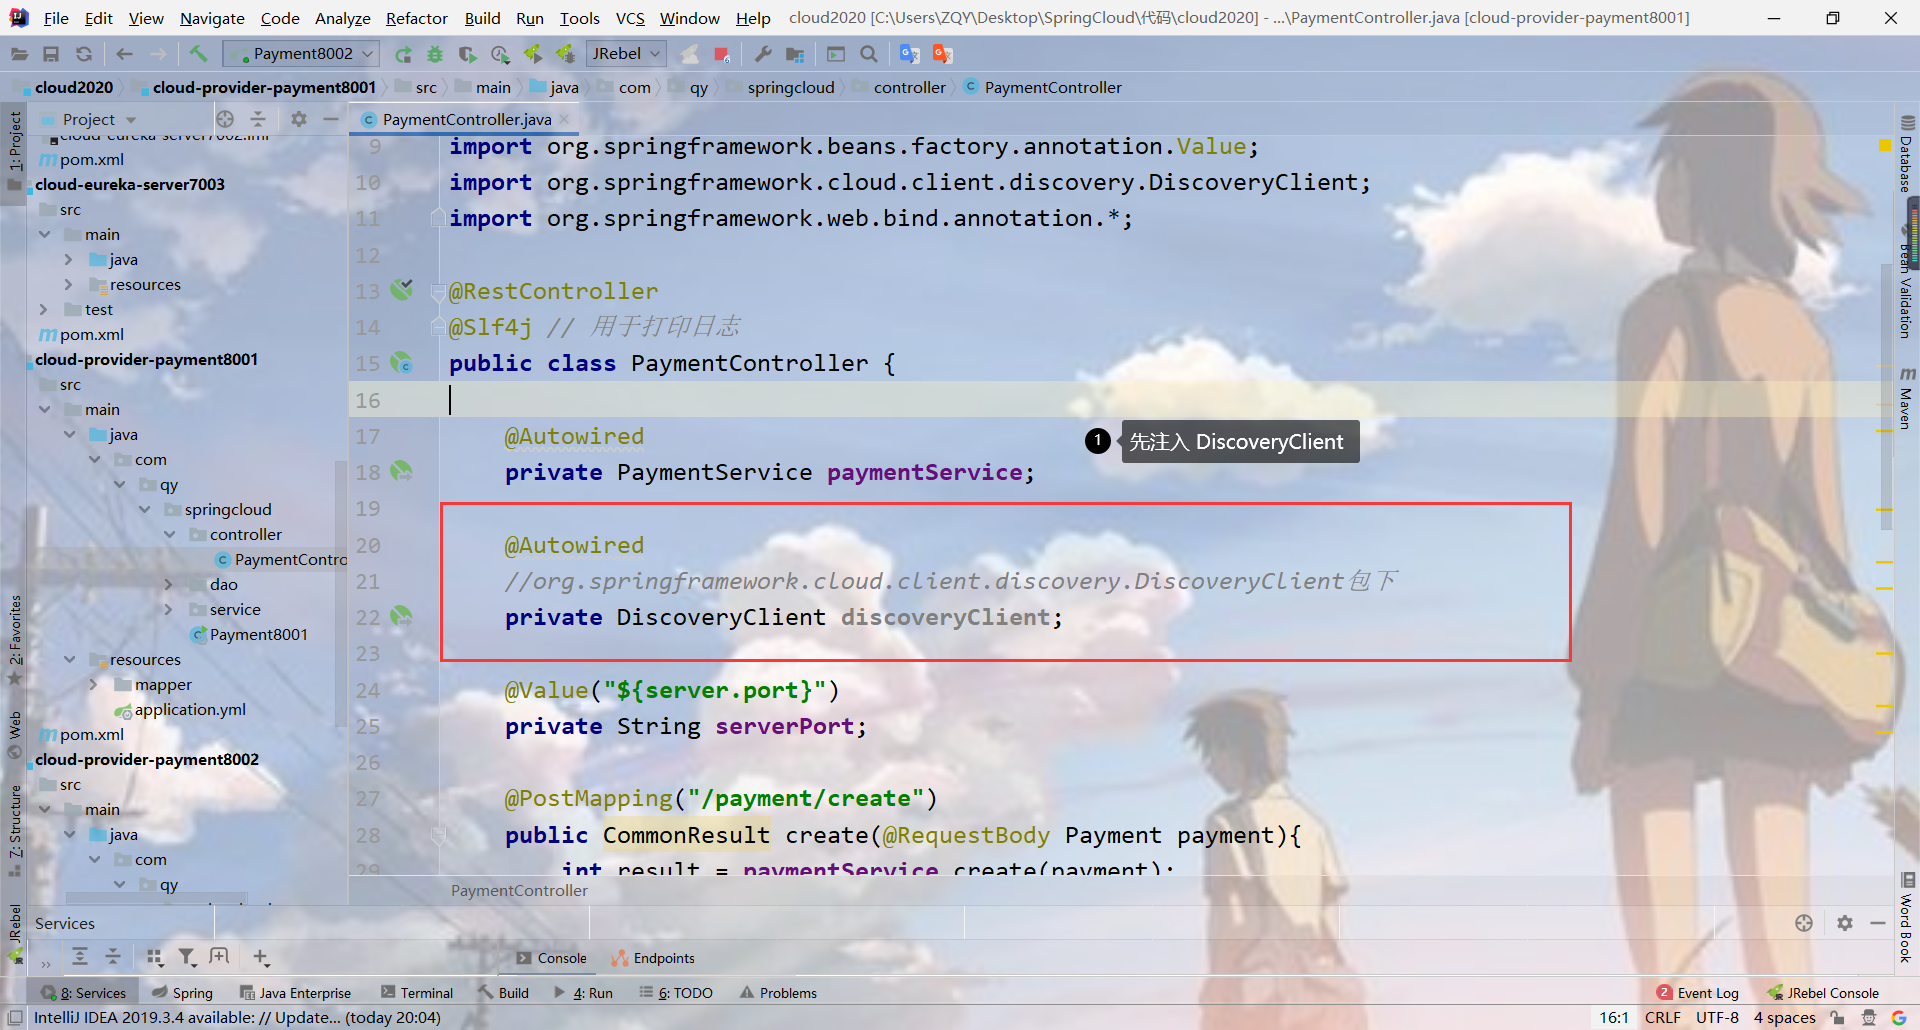 File Edit View Navigate Code Analyze Refactor Build Run Tools VCS Window Help cloud2020 [C:\Users\ZQY\Desktop\SpringCloud\代码\cloud2020] - ...\PaymentController.java [cloud-provider-payment8001]
Payment8002 JRebel
cloud2020 cloud-provider-payment8001 src main java com qy springcloud controller PaymentController
Project
PaymentController.java
1: Project
2: Favorites
Web
7: Structure
JRebel
cloud-eureka-server7002.iml
pom.xml
cloud-eureka-server7003
src
main
java
resources
test
pom.xml
cloud-provider-payment8001
src
main
java
com
qy
springcloud
controller
PaymentContro
dao
service
Payment8001
resources
mapper
application.yml
pom.xml
cloud-provider-payment8002
src
main
java
com
qy
9 import org.springframework.beans.factory.annotation.Value;
10 import org.springframework.cloud.client.discovery.DiscoveryClient;
11 import org.springframework.web.bind.annotation.*;
12
13 @RestController
14 @Slf4j // 用于打印日志
15 public class PaymentController {
16
17 @Autowired
1 先注入 DiscoveryClient
18 private PaymentService paymentService;
19
20 @Autowired
21 //org.springframework.cloud.client.discovery.DiscoveryClient包下
22 private DiscoveryClient discoveryClient;
23
24 @Value("${server.port}")
25 private String serverPort;
26
27 @PostMapping("/payment/create")
28 public CommonResult create(@RequestBody Payment payment){
29 int result = paymentService.create(payment);
PaymentController
Database
Bean Validation
Maven
Word Book
Services
Console Endpoints
8: Services Spring Java Enterprise Terminal Build 4: Run 6: TODO Problems 2 Event Log JRebel Console
IntelliJ IDEA 2019.3.4 available: // Update... (today 20:04) 16:1 CRLF UTF-8 4 spaces